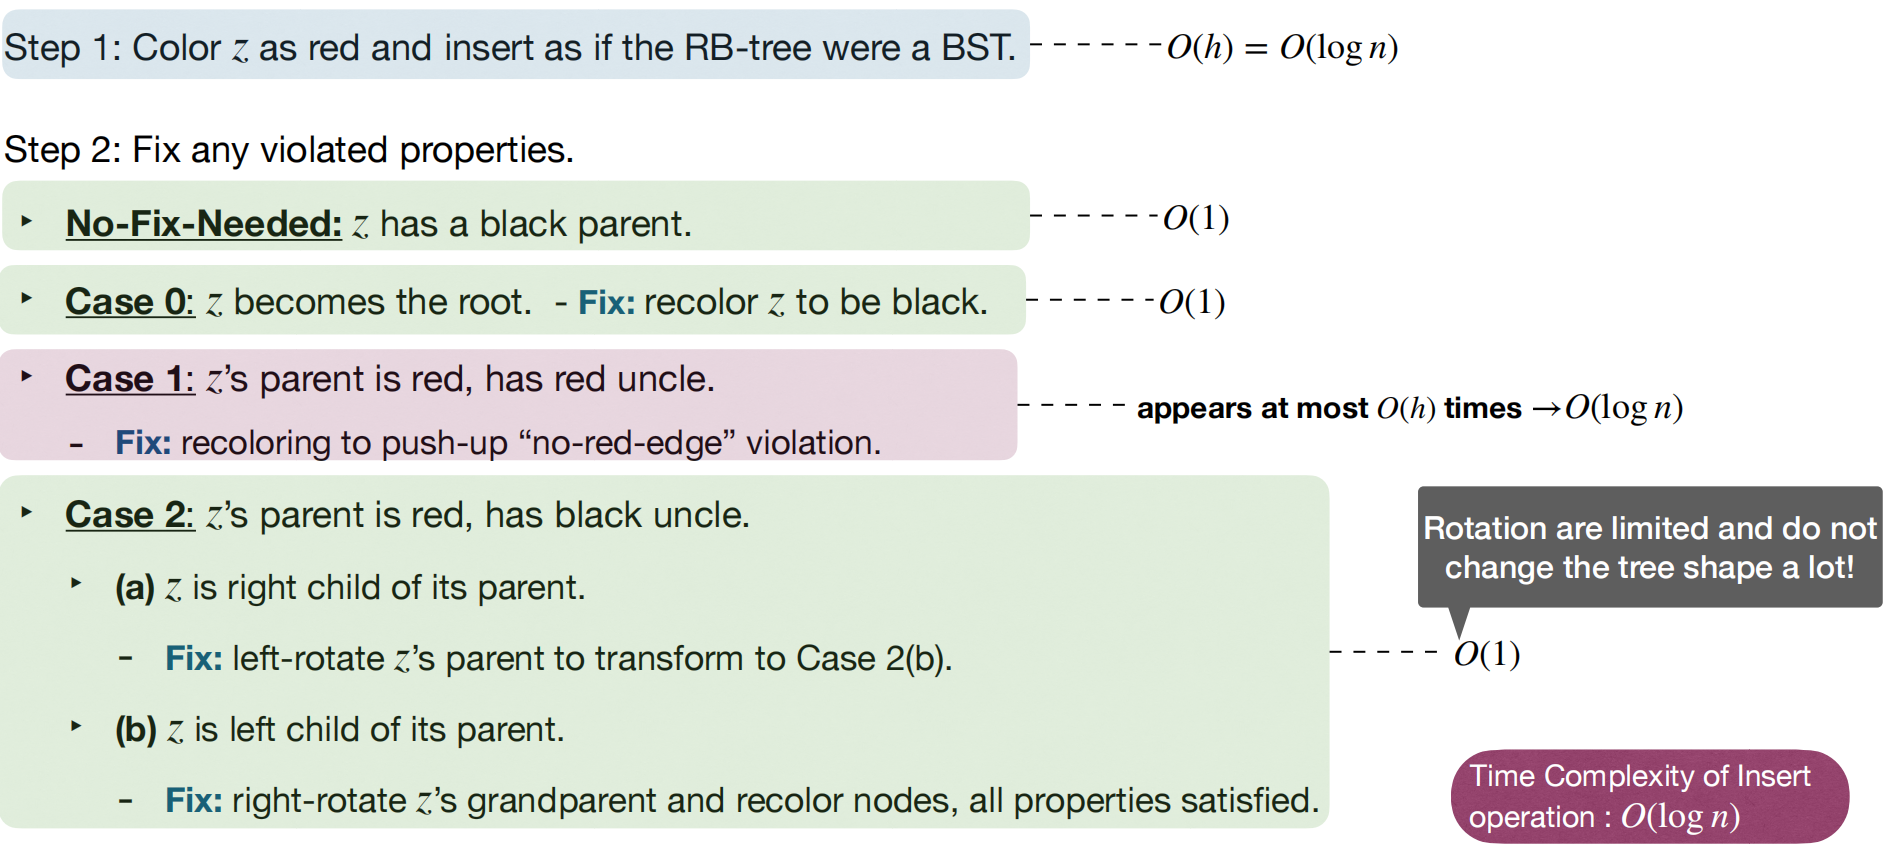 Step 1: Color z as red and insert as if the RB-tree were a BST. O(h) = O(log n)
Step 2: Fix any violated properties.
‣ No-Fix-Needed: z has a black parent. O(1)
‣ Case 0: z becomes the root. - Fix: recolor z to be black. O(1)
‣ Case 1: z’s parent is red, has red uncle.
appears at most O(h) times → O(log n)
- Fix: recoloring to push-up “no-red-edge” violation.
‣ Case 2: z’s parent is red, has black uncle.
Rotation are limited and do not
change the tree shape a lot!
‣ (a) z is right child of its parent.
- Fix: left-rotate z’s parent to transform to Case 2(b). O(1)
‣ (b) z is left child of its parent.
- Fix: right-rotate z’s grandparent and recolor nodes, all properties satisfied.
Time Complexity of Insert
operation : O(log n)